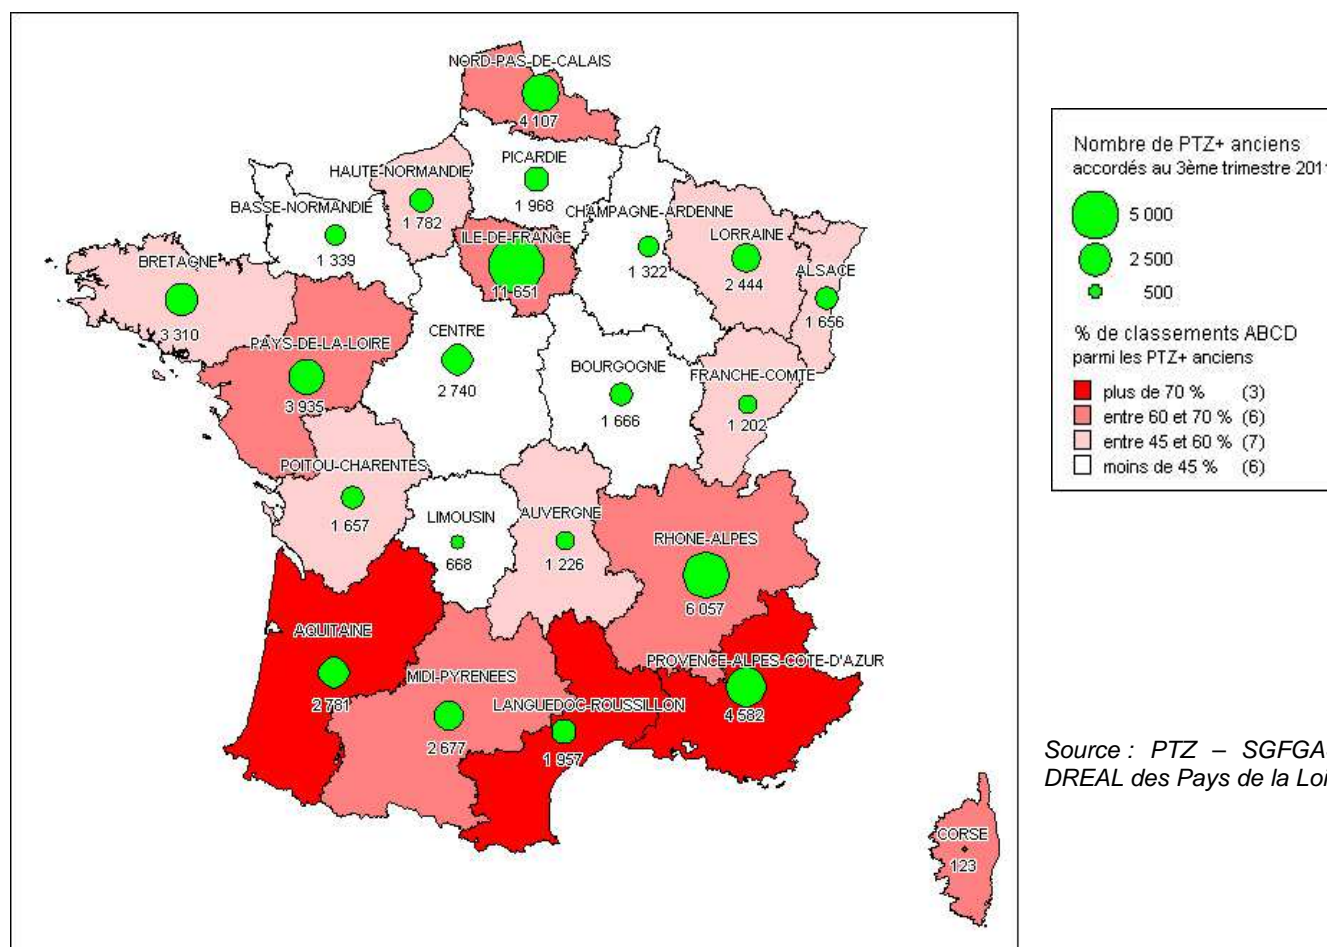 NORD-PAS-DE-CALAIS
4 107
PICARDIE
1 968
HAUTE-NORMANDIE
1 782
BASSE-NORMANDIE
1 339
CHAMPAGNE-ARDENNE
1 322
ILE-DE-FRANCE
11 651
LORRAINE
2 444
ALSACE
1 656
BRETAGNE
3 310
PAYS-DE-LA-LOIRE
3 935
CENTRE
2 740
BOURGOGNE
1 666
FRANCHE-COMTE
1 202
POITOU-CHARENTES
1 657
LIMOUSIN
668
AUVERGNE
1 226
RHONE-ALPES
6 057
AQUITAINE
2 781
MIDI-PYRENEES
2 677
LANGUEDOC-ROUSSILLON
1 957
PROVENCE-ALPES-COTE-D'AZUR
4 582
CORSE
123
Nombre de PTZ+ anciens
accordés au 3ème trimestre 201
5 000
2 500
500
% de classements ABCD
parmi les PTZ+ anciens
plus de 70 % (3)
entre 60 et 70 % (6)
entre 45 et 60 % (7)
moins de 45 % (6)
Source : PTZ – SGFGA
DREAL des Pays de la Loi